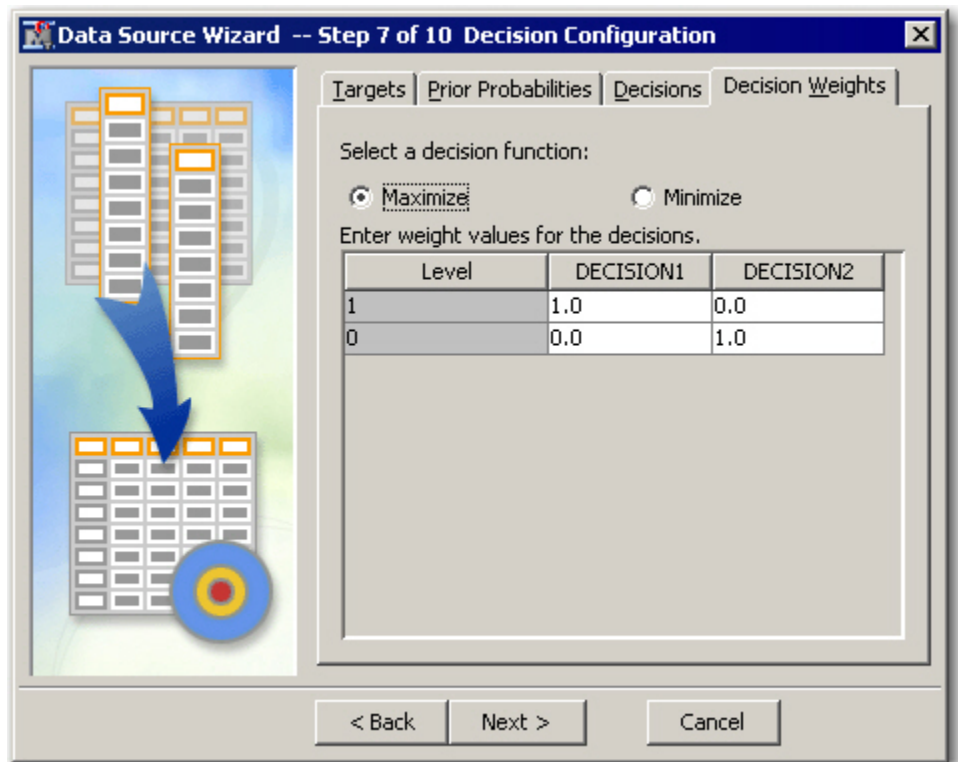 Data Source Wizard -- Step 7 of 10 Decision Configuration
Targets Prior Probabilities Decisions Decision Weights
Select a decision function:
Maximize Minimize
Enter weight values for the decisions.
Level DECISION1 DECISION2
1 1.0 0.0
0 0.0 1.0
< Back Next > Cancel